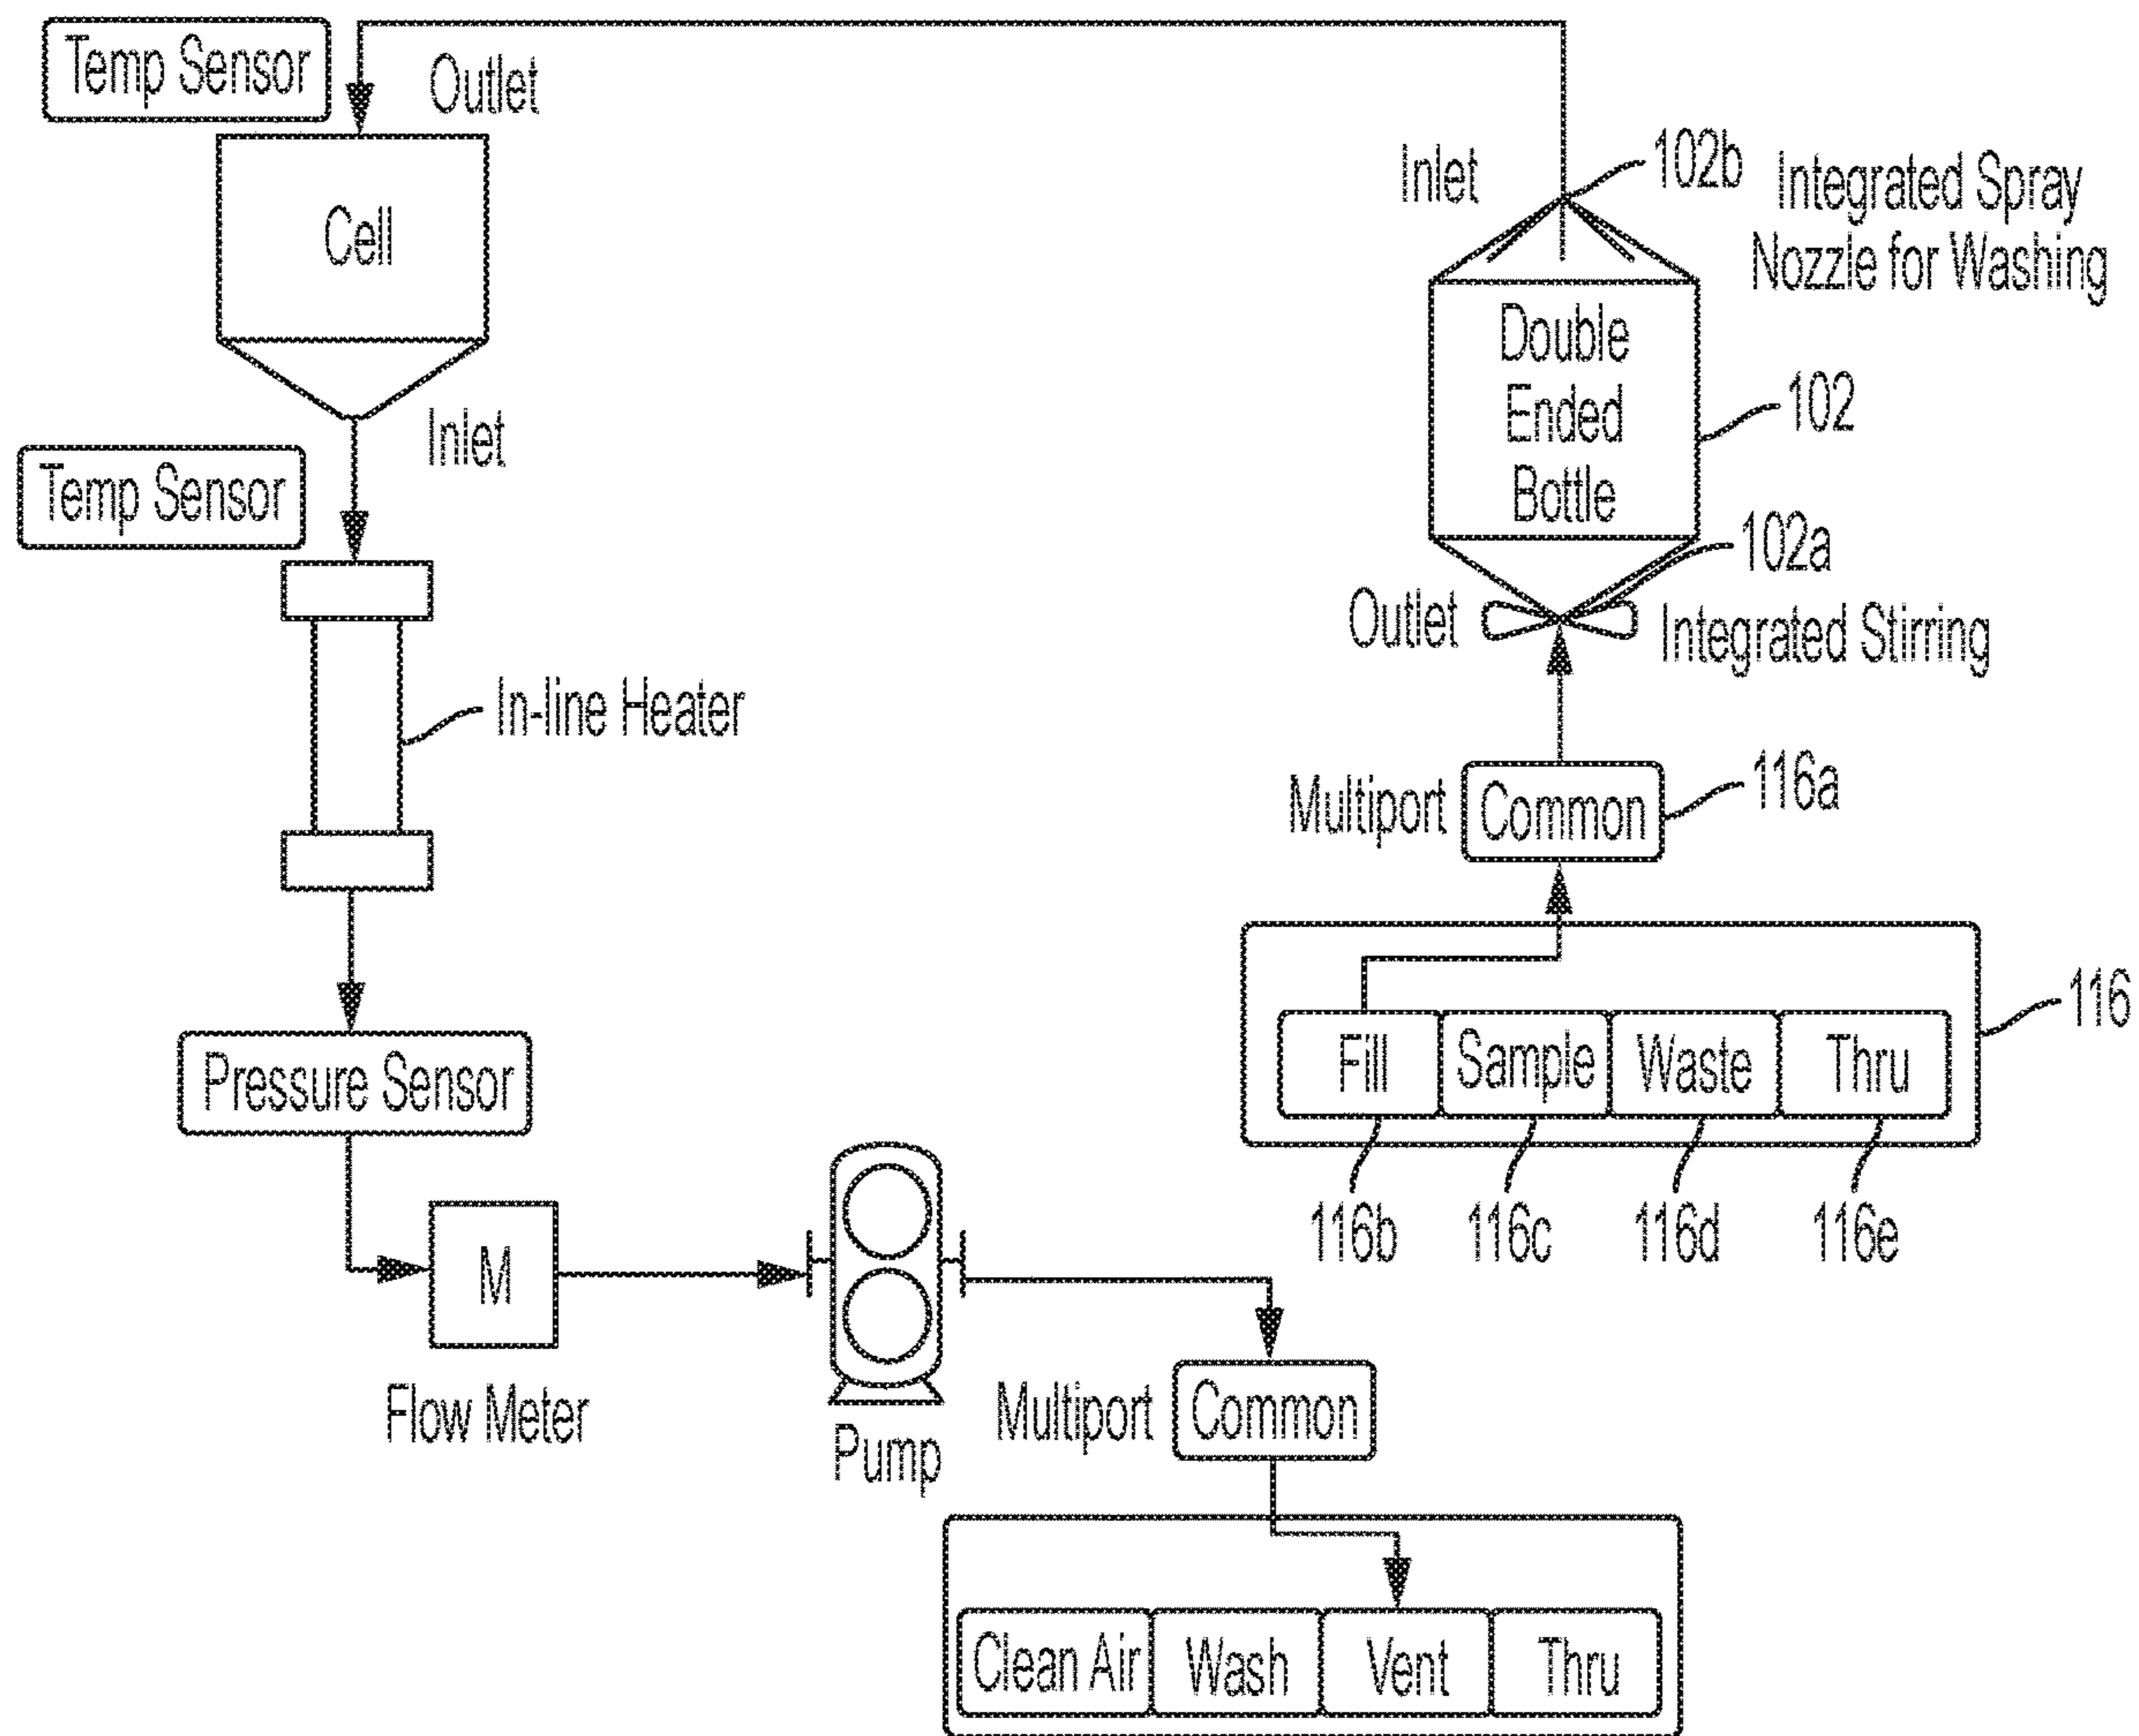 Temp Sensor
Outlet
Cell
Inlet
Temp Sensor
In-line Heater
Pressure Sensor
M
Flow Meter
Pump
Multiport
Common
Clean Air
Wash
Vent
Thru
Inlet
102b
Integrated Spray
Nozzle for Washing
Double
Ended
Bottle
102
102a
Outlet
Integrated Stirring
Multiport
Common
116a
116
Fill
Sample
Waste
Thru
116b
116c
116d
116e